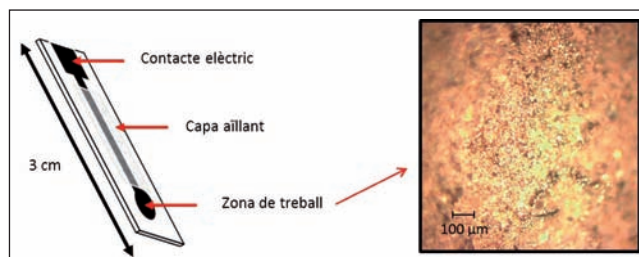 Contacte elèctric
Capa aïllant
3 cm
Zona de treball
100 µm